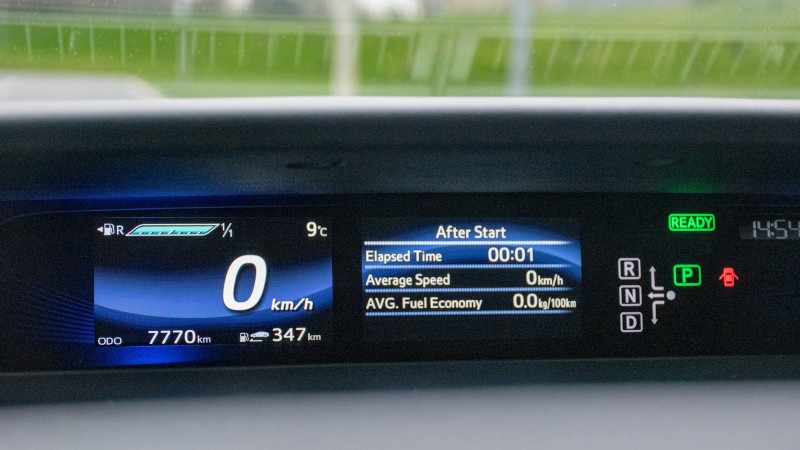 R 1/1 9°C
0 km/h
ODO 7770 km 347 km
After Start
Elapsed Time 00:01
Average Speed 0 km/h
AVG. Fuel Economy 0.0 kg/100km
READY
14:54
R
N
D
P